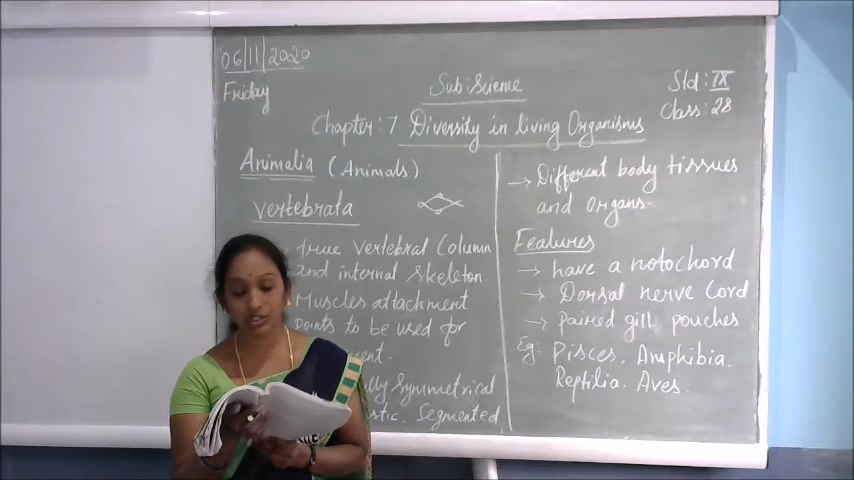 06/11/2020
Friday
Sub: Science
Std: IX
Class: 28
Chapter: 7 Diversity in living Organisms
Animalia (Animals)
Vertebrata
true Vertebral Column
and internal Skeleton.
Muscles attachment
Points to be used for
Symmetrical
Segmented
→ Different body tissues
and organs.
Features
→ have a notochord
→ Dorsal nerve Cord
→ paired gill pouches
Eg: Pisces, Amphibia.
Reptilia. Aves.